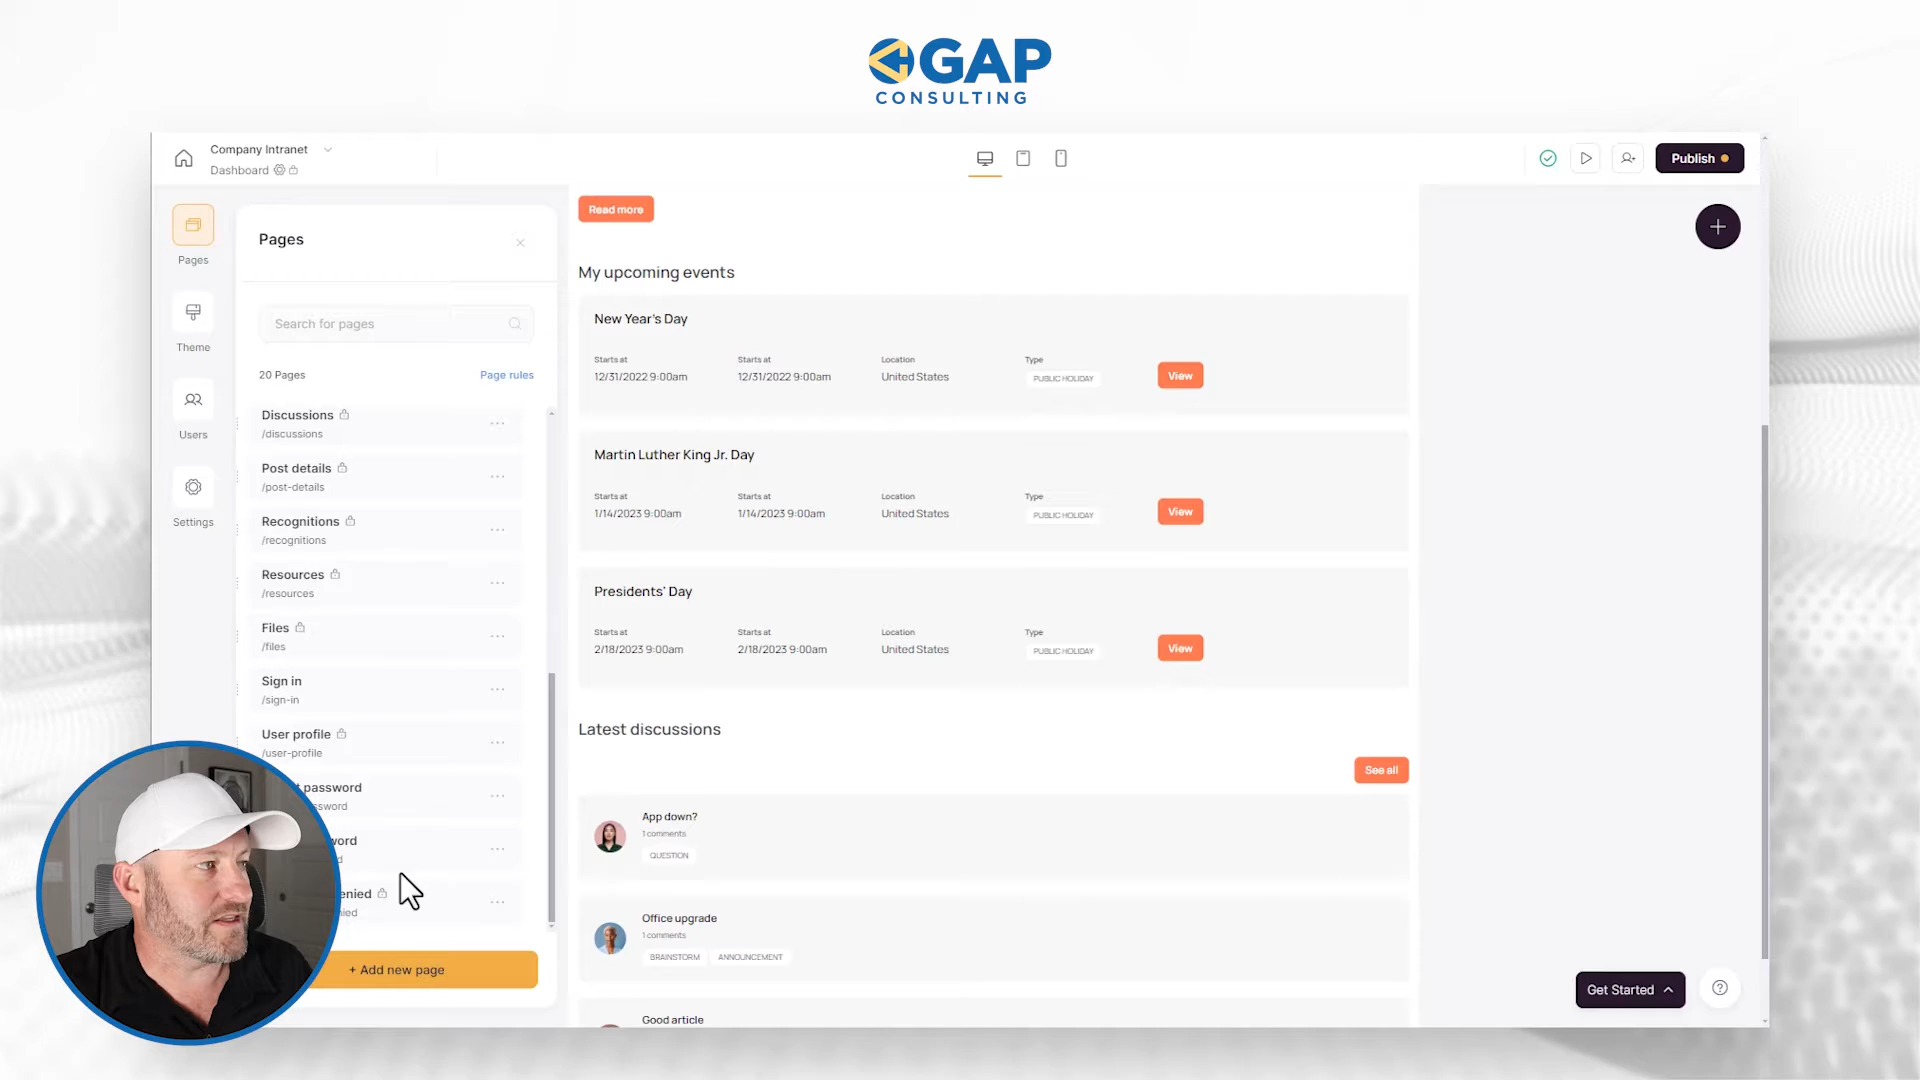 GAP
CONSULTING
Company Intranet
Dashboard
Publish
Pages
Theme
Users
Settings
Pages
Search for pages
20 Pages
Page rules
Discussions
/discussions
Post details
/post-details
Recognitions
/recognitions
Resources
/resources
Files
/files
Sign in
/sign-in
User profile
/user-profile
password
+ Add new page
Read more
My upcoming events
New Year's Day
Starts at
12/31/2022 9:00am
Starts at
12/31/2022 9:00am
Location
United States
Type
PUBLIC HOLIDAY
View
Martin Luther King Jr. Day
Starts at
1/14/2023 9:00am
Starts at
1/14/2023 9:00am
Location
United States
Type
PUBLIC HOLIDAY
View
Presidents' Day
Starts at
2/18/2023 9:00am
Starts at
2/18/2023 9:00am
Location
United States
Type
PUBLIC HOLIDAY
View
Latest discussions
See all
App down?
1 comments
QUESTION
Office upgrade
1 comments
BRAINSTORM
ANNOUNCEMENT
Good article
Get Started